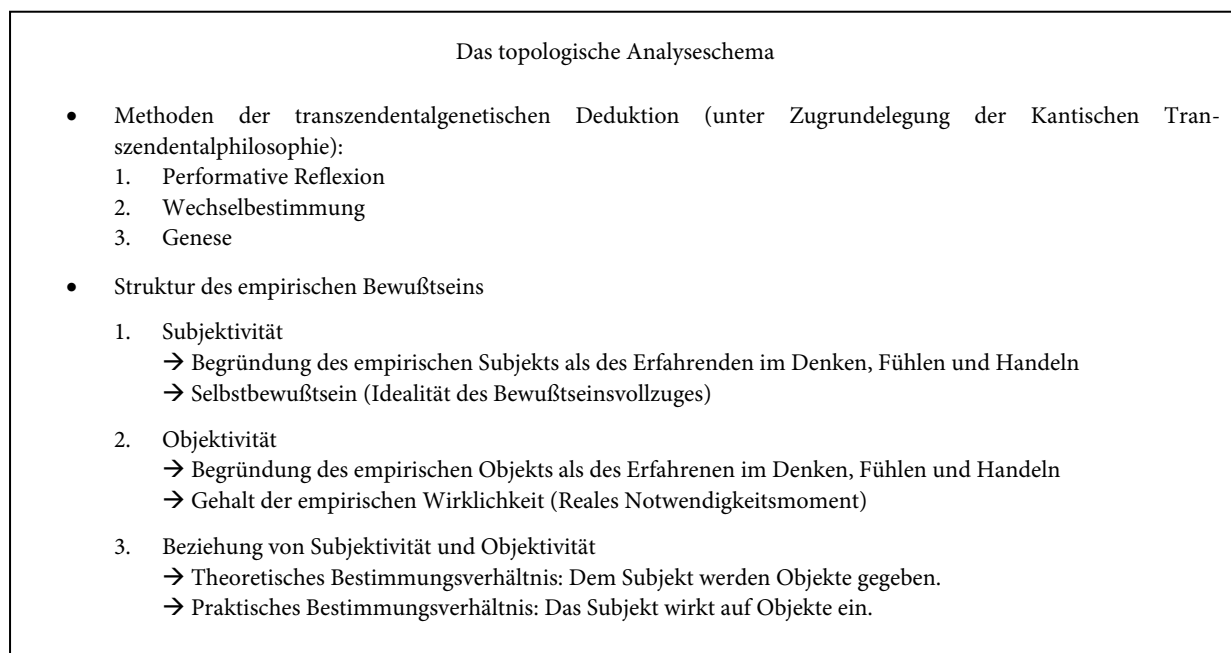 Das topologische Analyseschema
• Methoden der transzendentalgenetischen Deduktion (unter Zugrundelegung der Kantischen Tran-
szendentalphilosophie):
1. Performative Reflexion
2. Wechselbestimmung
3. Genese
• Struktur des empirischen Bewußtseins
1. Subjektivität
→ Begründung des empirischen Subjekts als des Erfahrenden im Denken, Fühlen und Handeln
→ Selbstbewußtsein (Idealität des Bewußtseinsvollzuges)
2. Objektivität
→ Begründung des empirischen Objekts als des Erfahrenen im Denken, Fühlen und Handeln
→ Gehalt der empirischen Wirklichkeit (Reales Notwendigkeitsmoment)
3. Beziehung von Subjektivität und Objektivität
→ Theoretisches Bestimmungsverhältnis: Dem Subjekt werden Objekte gegeben.
→ Praktisches Bestimmungsverhältnis: Das Subjekt wirkt auf Objekte ein.